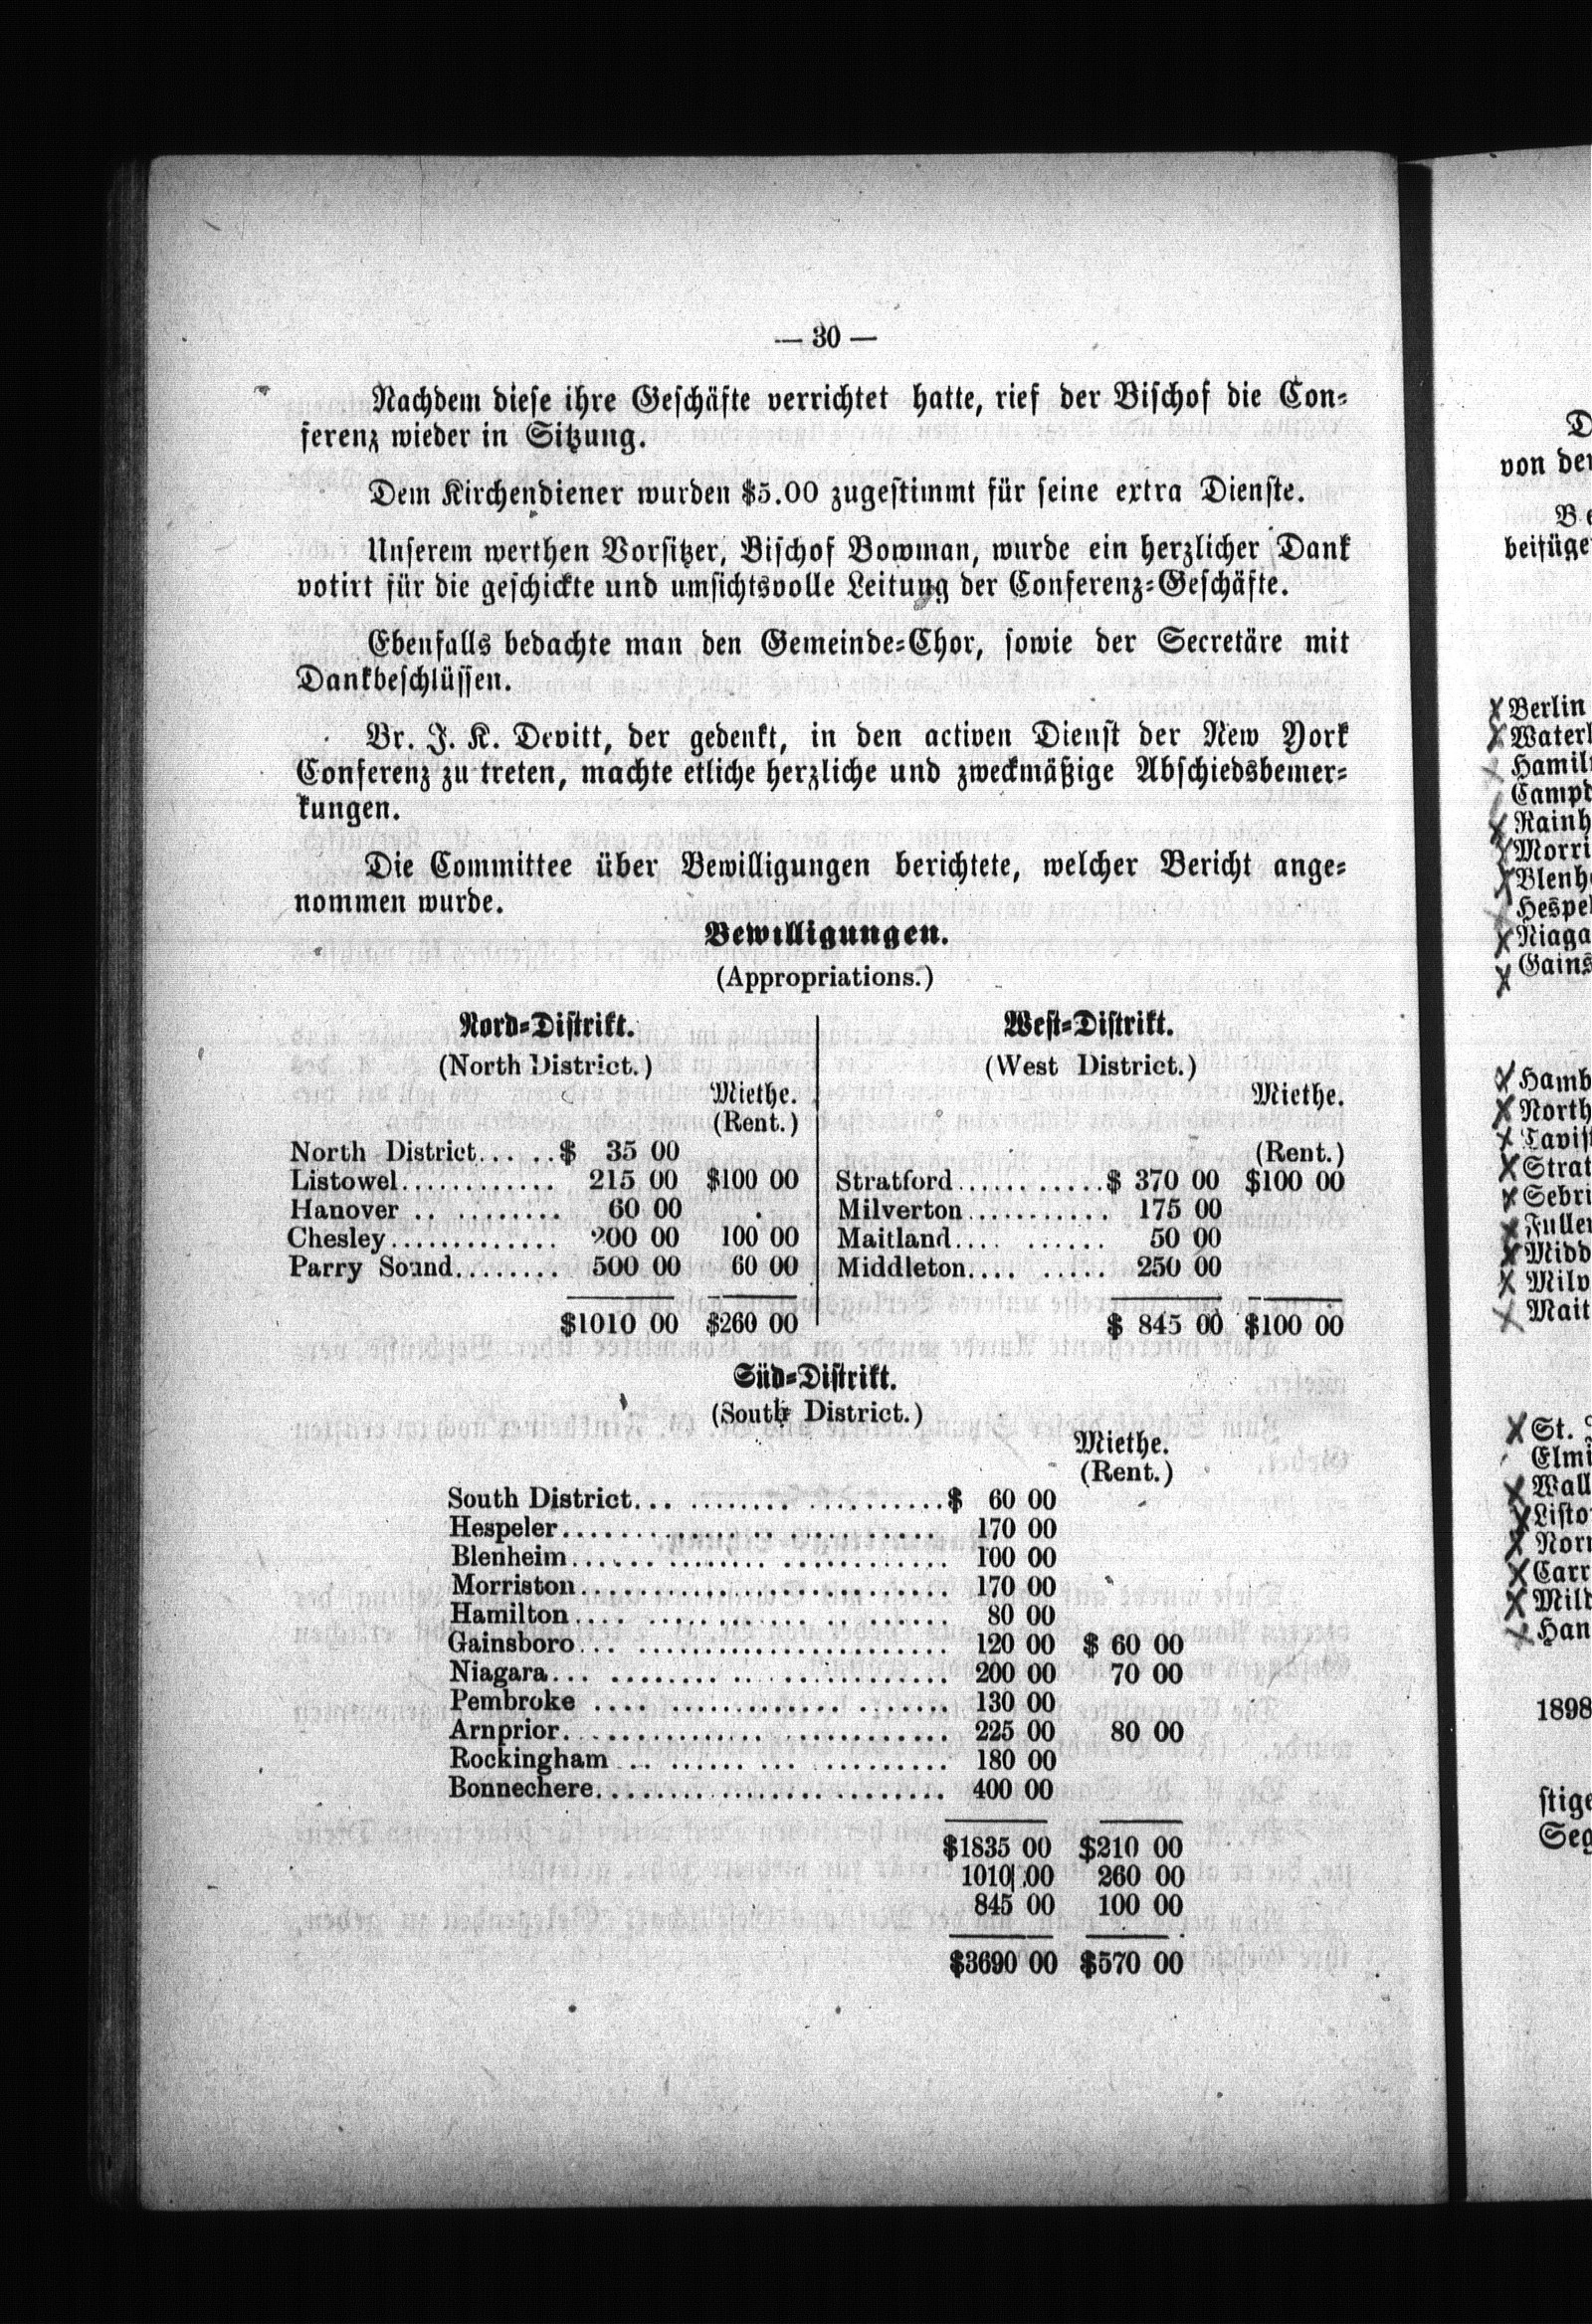 — 30 —
Nachdem diese ihre Geschäfte verrichtet hatte, rief der Bischof die Con-
ferenz wieder in Sitzung.
Dem Kirchendiener wurden $5.00 zugestimmt für seine extra Dienste.
Unserem werthen Vorsitzer, Bischof Bowman, wurde ein herzlicher Dank
votirt für die geschickte und umsichtsvolle Leitung der Conferenz-Geschäfte.
Ebenfalls bedachte man den Gemeinde-Chor, sowie der Secretäre mit
Dankbeschlüssen.
Br. J. K. Devitt, der gedenkt, in den activen Dienst der New York
Conferenz zu treten, machte etliche herzliche und zweckmäßige Abschiedsbemer-
kungen.
Die Committee über Bewilligungen berichtete, welcher Bericht ange-
nommen wurde.
Bewilligungen.
(Appropriations.)
Nord-Distrikt.
(North District.)
Miethe.
(Rent.)
North District......$ 35 00
Listowel............ 215 00 $100 00
Hanover .. ........ 60 00
Chesley............. 200 00 100 00
Parry Sound........ 500 00 60 00
$1010 00 $260 00
West-Distrikt.
(West District.)
Miethe.
(Rent.)
Stratford............$ 370 00 $100 00
Milverton........... 175 00
Maitland.... ...... 50 00
Middleton.... ..... 250 00
$ 845 00 $100 00
Süd-Distrikt.
(South District.)
Miethe.
(Rent.)
South District... ........ ..........$ 60 00
Hespeler............................ 170 00
Blenheim..... ........ ............ 100 00
Morriston.......................... 170 00
Hamilton.... ...................... 80 00
Gainsboro... ...................... 120 00 $ 60 00
Niagara... ........ .. ............ 200 00 70 00
Pembroke .... ............. ...... 130 00
Arnprior........................... 225 00 80 00
Rockingham .. ...... ... ......... 180 00
Bonnechere........ ........ ........ 400 00
$1835 00 $210 00
1010 00 260 00
845 00 100 00
$3690 00 $570 00
von
beifüge
Berlin
1898